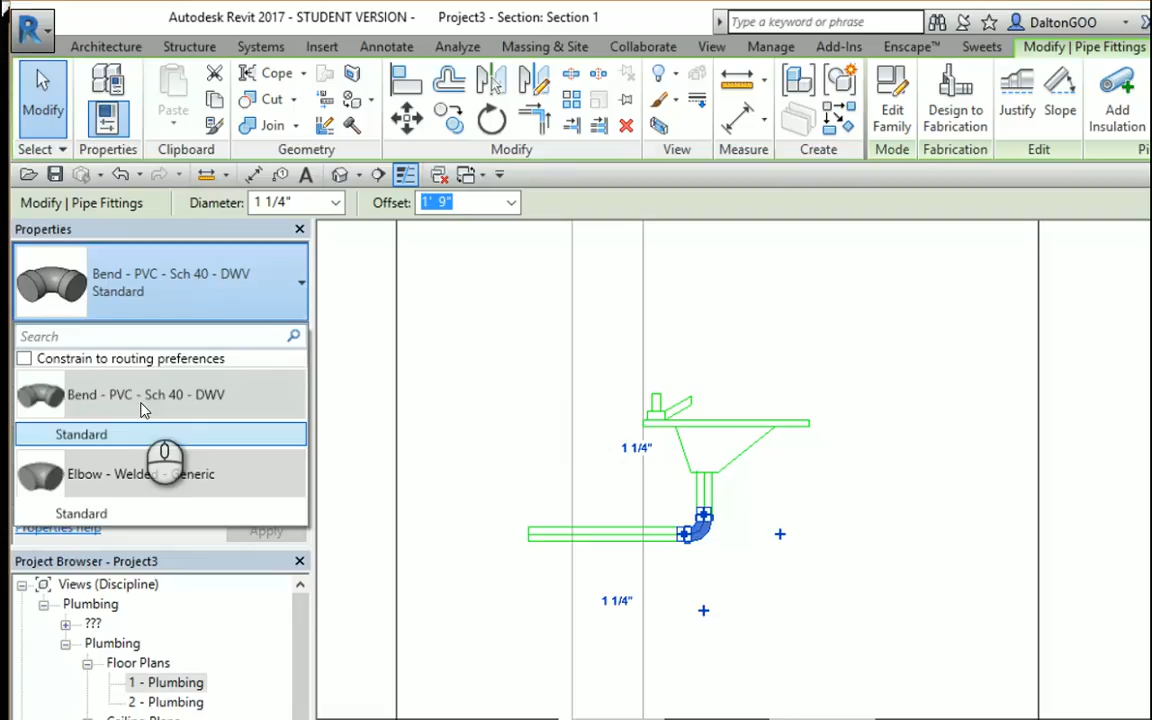 Autodesk Revit 2017 - STUDENT VERSION - Project3 - Section: Section 1
Type a keyword or phrase
DaltonGOO
Architecture Structure Systems Insert Annotate Analyze Massing & Site Collaborate View Manage Add-Ins Enscape™ Sweets Modify | Pipe Fittings
Modify
Paste
Cope
Cut
Join
Edit Family
Design to Fabrication
Justify Slope
Add Insulation
Select Properties Clipboard Geometry Modify View Measure Create Mode Fabrication Edit
Modify | Pipe Fittings Diameter: 1 1/4" Offset: 1' 9"
Properties
Bend - PVC - Sch 40 - DWV
Standard
Search
Constrain to routing preferences
Bend - PVC - Sch 40 - DWV
Standard
Elbow - Welded - Generic
Standard
Properties help Apply
1 1/4"
1 1/4"
Project Browser - Project3
Views (Discipline)
Plumbing
???
Plumbing
Floor Plans
1 - Plumbing
2 - Plumbing